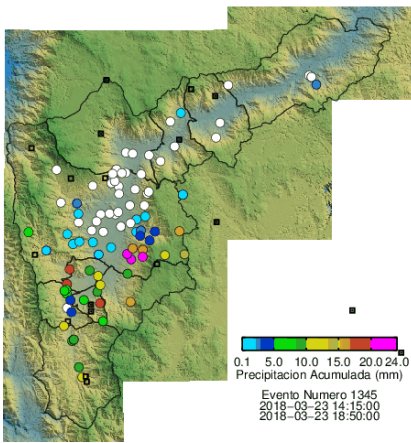 0.1 5.0 10.0 15.0 20.0 24.0
Precipitacion Acumulada (mm)
Evento Numero 1345
2018-03-23 14:15:00
2018-03-23 18:50:00